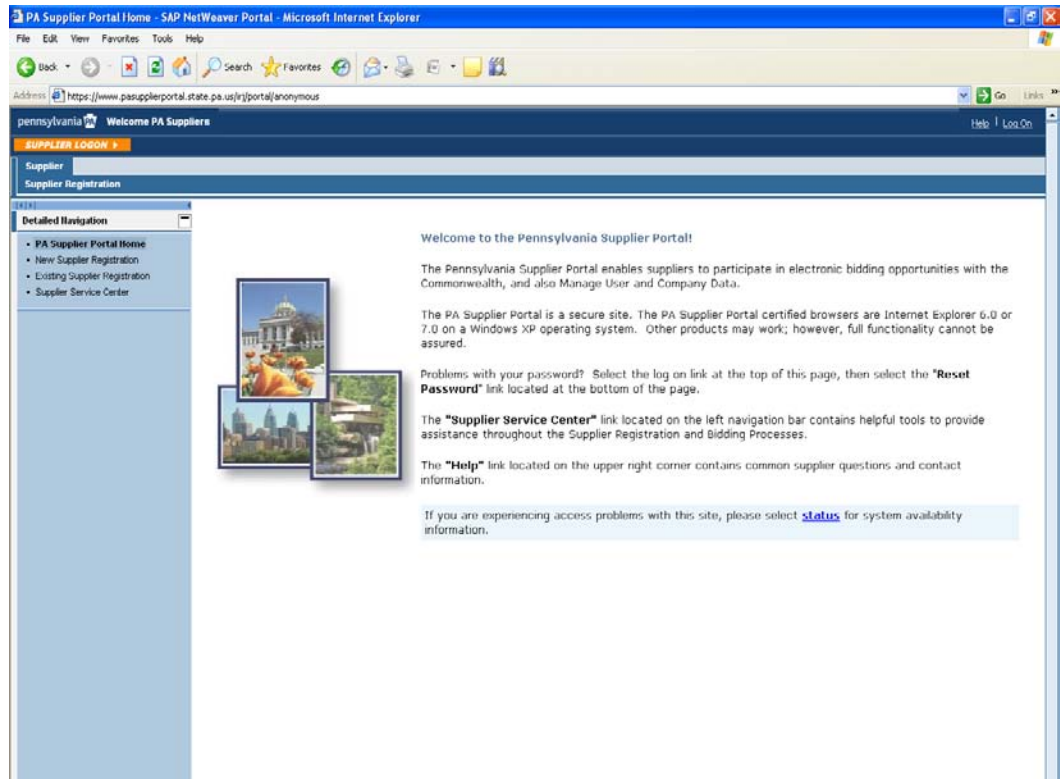 PA Supplier Portal Home - SAP NetWeaver Portal - Microsoft Internet Explorer
File Edit View Favorites Tools Help
Back Search Favorites
Address https://www.pasupplierportal.state.pa.us/irj/portal/anonymous Go Links »
pennsylvania PA Welcome PA Suppliers Help | Log On
SUPPLIER LOGON
Supplier
Supplier Registration
Detailed Navigation
• PA Supplier Portal Home
• New Supplier Registration
• Existing Supplier Registration
• Supplier Service Center
Welcome to the Pennsylvania Supplier Portal!
The Pennsylvania Supplier Portal enables suppliers to participate in electronic bidding opportunities with the
Commonwealth, and also Manage User and Company Data.
The PA Supplier Portal is a secure site. The PA Supplier Portal certified browsers are Internet Explorer 6.0 or
7.0 on a Windows XP operating system. Other products may work; however, full functionality cannot be
assured.
Problems with your password? Select the log on link at the top of this page, then select the "Reset
Password" link located at the bottom of the page.
The "Supplier Service Center" link located on the left navigation bar contains helpful tools to provide
assistance throughout the Supplier Registration and Bidding Processes.
The "Help" link located on the upper right corner contains common supplier questions and contact
information.
If you are experiencing access problems with this site, please select status for system availability
information.